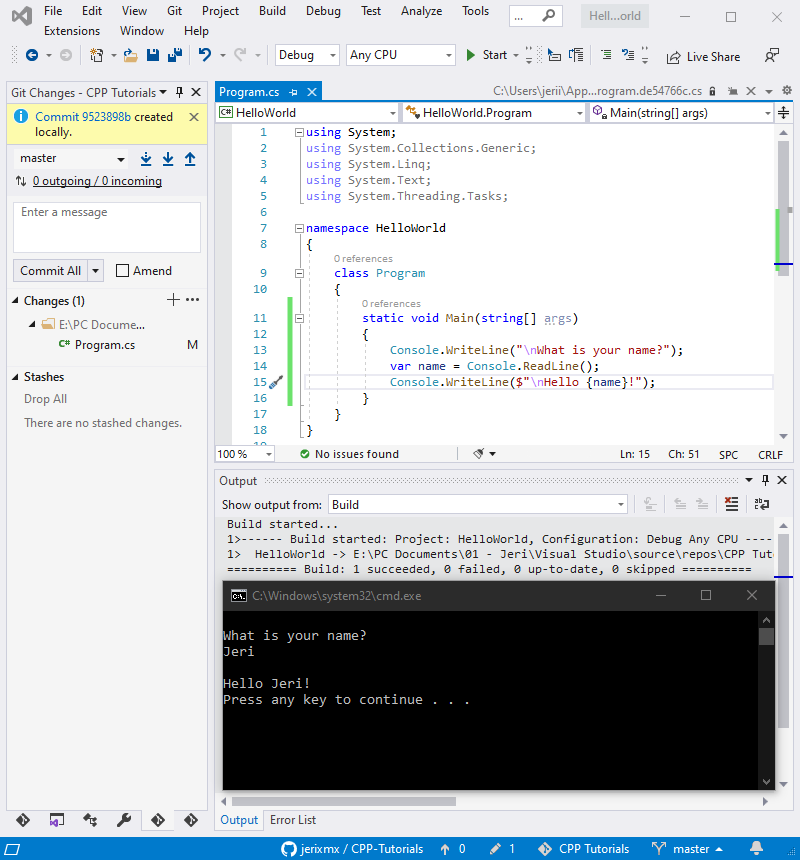 File Edit View Git Project Build Debug Test Analyze Tools
... Hell...orld
Extensions Window Help
Debug Any CPU Start Live Share
Git Changes - CPP Tutorials
Commit 9523898b created
locally.
master
0 outgoing / 0 incoming
Enter a message
Commit All Amend
Changes (1)
E:\PC Docume...
C# Program.cs M
Stashes
Drop All
There are no stashed changes.
Program.cs C:\Users\jerii\App...rogram.de54766c.cs
C# HelloWorld HelloWorld.Program Main(string[] args)
1 using System;
2 using System.Collections.Generic;
3 using System.Linq;
4 using System.Text;
5 using System.Threading.Tasks;
6
7 namespace HelloWorld
8 {
0 references
9 class Program
10 {
0 references
11 static void Main(string[] args)
12 {
13 Console.WriteLine("\nWhat is your name?");
14 var name = Console.ReadLine();
15 Console.WriteLine($"\nHello {name}!");
16 }
17 }
18 }
100 % No issues found Ln: 15 Ch: 51 SPC CRLF
Output
Show output from: Build
Build started...
1>------ Build started: Project: HelloWorld, Configuration: Debug Any CPU ----
1> HelloWorld -> E:\PC Documents\01 - Jeri\Visual Studio\source\repos\CPP Tut
========== Build: 1 succeeded, 0 failed, 0 up-to-date, 0 skipped ==========
C:\Windows\system32\cmd.exe
What is your name?
Jeri
Hello Jeri!
Press any key to continue . . .
Output Error List
jerixmx / CPP-Tutorials 0 1 CPP Tutorials master